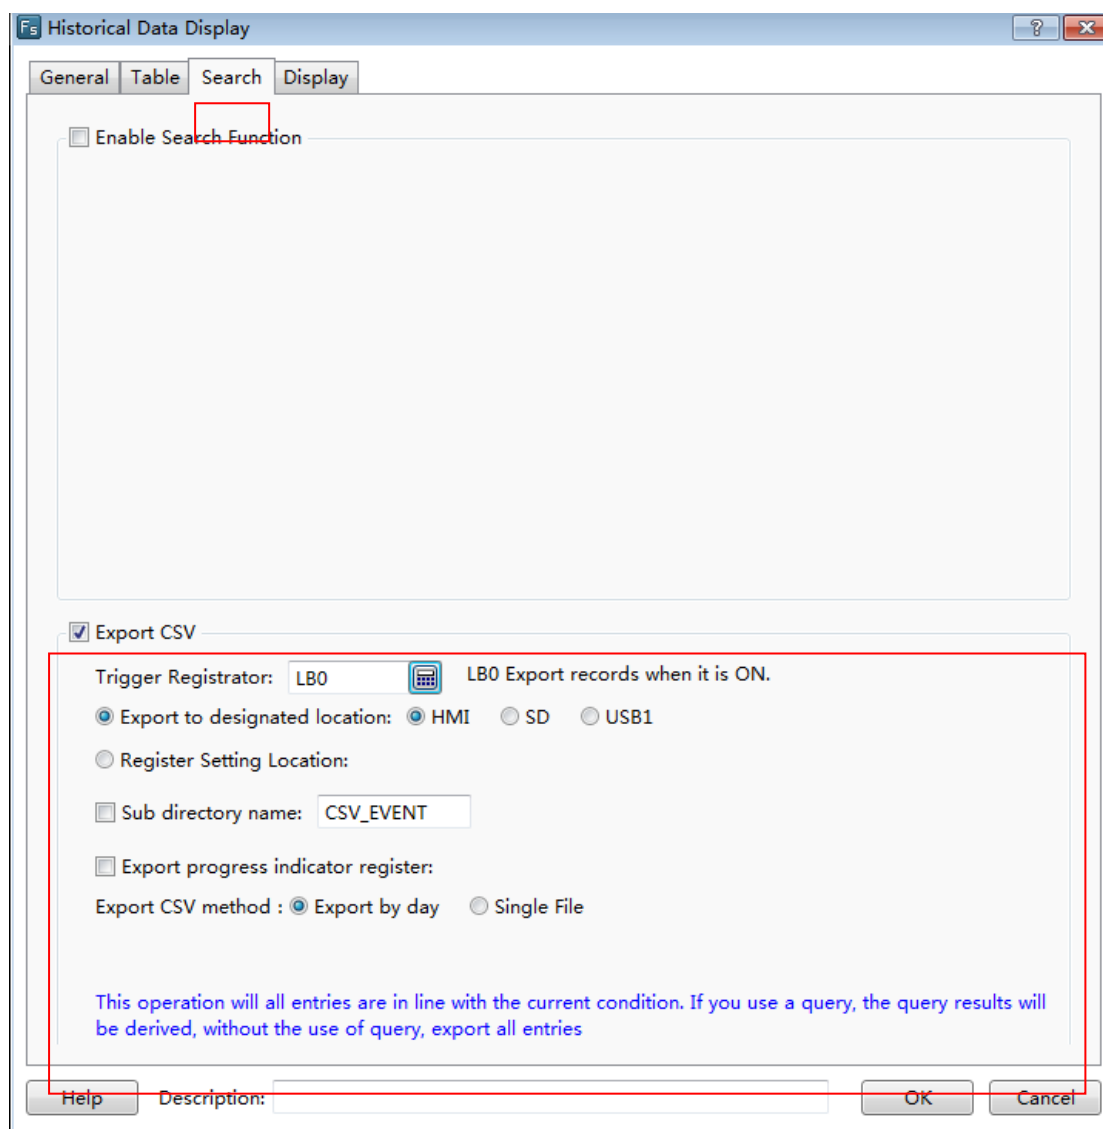 Fs Historical Data Display ?
General Table Search Display
Enable Search Function
Export CSV
Trigger Registrator: LB0 LB0 Export records when it is ON.
Export to designated location: HMI SD USB1
Register Setting Location:
Sub directory name: CSV_EVENT
Export progress indicator register:
Export CSV method : Export by day Single File
This operation will all entries are in line with the current condition. If you use a query, the query results will
be derived, without the use of query, export all entries
Help Description: OK Cancel